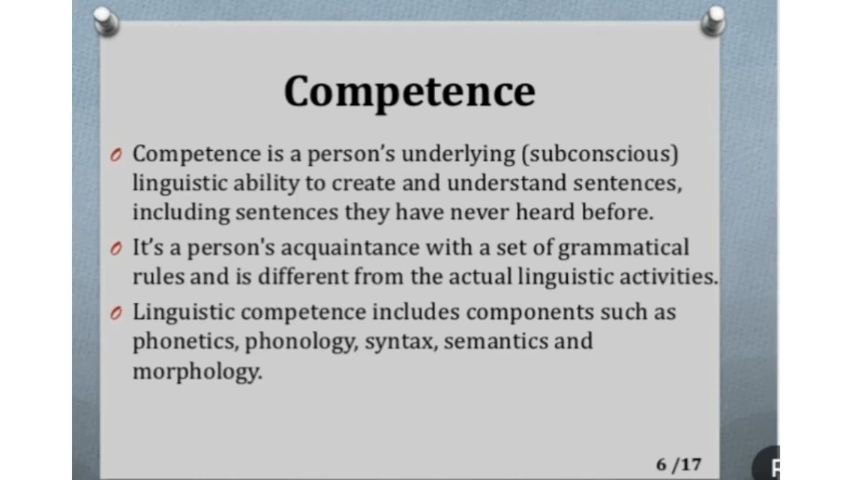 Competence
Competence is a person’s underlying (subconscious)
linguistic ability to create and understand sentences,
including sentences they have never heard before.
It’s a person's acquaintance with a set of grammatical
rules and is different from the actual linguistic activities.
Linguistic competence includes components such as
phonetics, phonology, syntax, semantics and
morphology.
6 /17